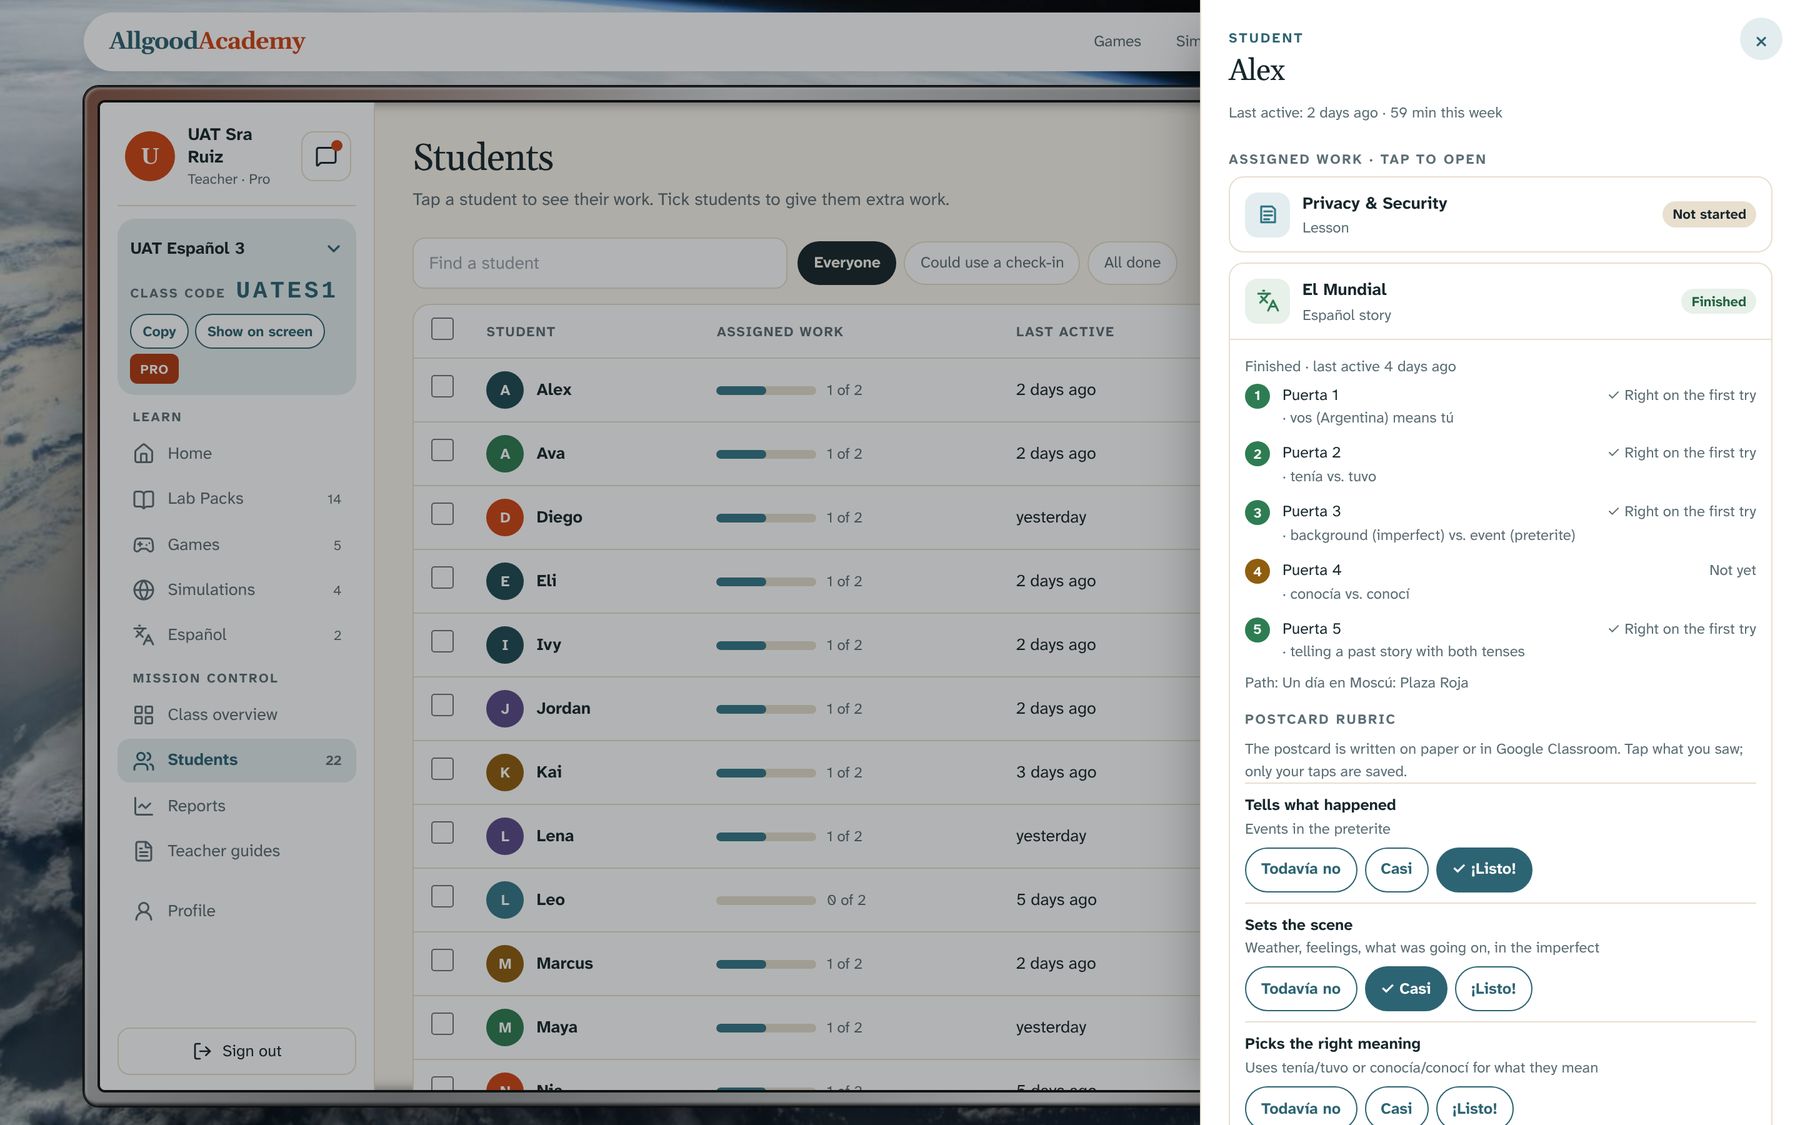 AllgoodAcademy
Games
UAT Sra
Ruiz
Teacher · Pro
UAT Español 3
CLASS CODE UATES1
Copy
Show on screen
PRO
LEARN
Home
Lab Packs 14
Games 5
Simulations 4
Español 2
MISSION CONTROL
Class overview
Students 22
Reports
Teacher guides
Profile
Sign out
Students
Tap a student to see their work. Tick students to give them extra work.
Find a student
Everyone
Could use a check-in
All done
STUDENT ASSIGNED WORK LAST ACTIVE
A Alex 1 of 2 2 days ago
A Ava 1 of 2 2 days ago
D Diego 1 of 2 yesterday
E Eli 1 of 2 2 days ago
I Ivy 1 of 2 2 days ago
J Jordan 1 of 2 2 days ago
K Kai 1 of 2 3 days ago
L Lena 1 of 2 yesterday
L Leo 0 of 2 5 days ago
M Marcus 1 of 2 2 days ago
M Maya 1 of 2 yesterday
STUDENT
Alex
Last active: 2 days ago · 59 min this week
ASSIGNED WORK · TAP TO OPEN
Privacy & Security
Lesson
Not started
El Mundial
Español story
Finished
Finished · last active 4 days ago
1 Puerta 1 ✓ Right on the first try
· vos (Argentina) means tú
2 Puerta 2 ✓ Right on the first try
· tenía vs. tuvo
3 Puerta 3 ✓ Right on the first try
· background (imperfect) vs. event (preterite)
4 Puerta 4 Not yet
· conocía vs. conocí
5 Puerta 5 ✓ Right on the first try
· telling a past story with both tenses
Path: Un día en Moscú: Plaza Roja
POSTCARD RUBRIC
The postcard is written on paper or in Google Classroom. Tap what you saw;
only your taps are saved.
Tells what happened
Events in the preterite
Todavía no Casi ✓ ¡Listo!
Sets the scene
Weather, feelings, what was going on, in the imperfect
Todavía no ✓ Casi ¡Listo!
Picks the right meaning
Uses tenía/tuvo or conocía/conocí for what they mean
Todavía no Casi ¡Listo!